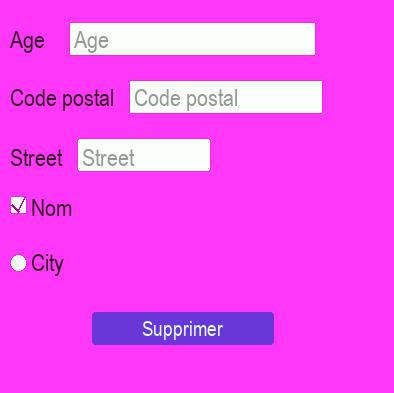 Age Age
Code postal Code postal
Street Street
Nom
City
Supprimer